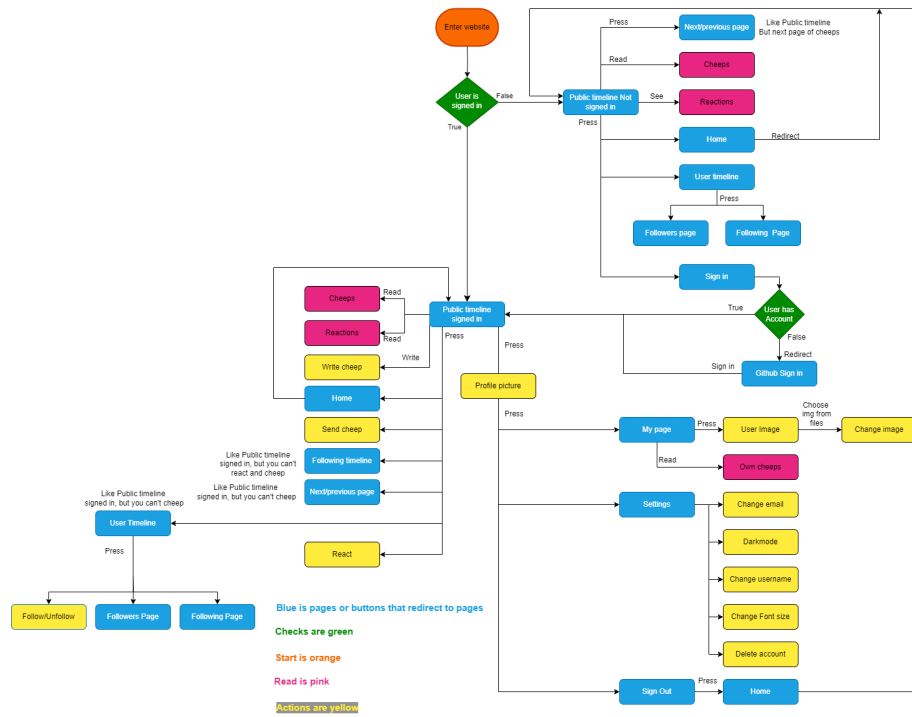 Enter website
User is
signed in
False
True
Public timeline Not
signed in
Press
Next/previous page
Like Public timeline
But next page of cheeps
Read
Cheeps
See
Reactions
Press
Home
Redirect
User timeline
Press
Followers page
Following Page
Sign in
User has
Account
True
False
Redirect
Github Sign in
Sign in
Public timeline
signed in
Read
Cheeps
Reactions
Read
Write
Write cheep
Press
Home
Send cheep
Like Public timeline
signed in, but you can't
react and cheep
Following timeline
Like Public timeline
signed in, but you can't cheep
Next/previous page
Like Public timeline
signed in, but you can't cheep
User Timeline
Press
React
Follow/Unfollow
Followers Page
Following Page
Press
Profile picture
Press
My page
Press
User Image
Choose
img from
files
Change image
Read
Own cheeps
Settings
Change email
Darkmode
Change username
Change Font size
Delete account
Sign Out
Press
Home
Blue is pages or buttons that redirect to pages
Checks are green
Start is orange
Read is pink
Actions are yellow